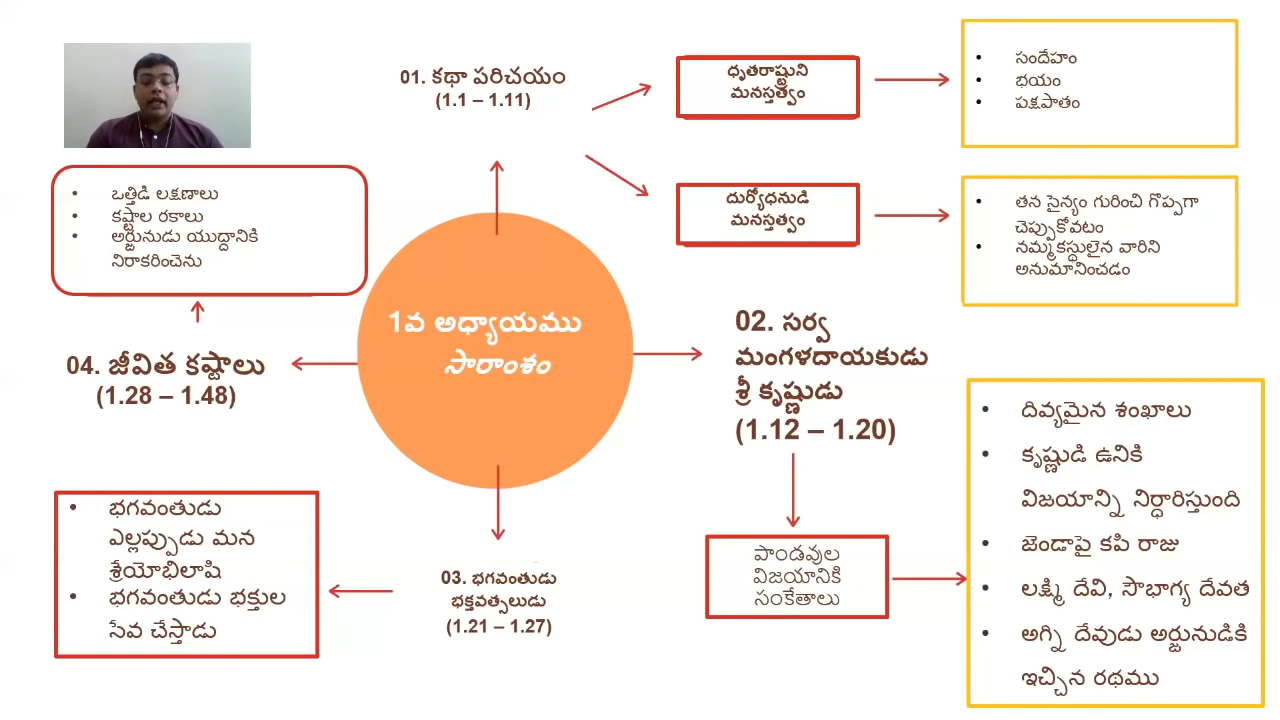 01. కథా పరిచయం
(1.1 – 1.11)
ధృతరాష్ట్రుని
మనస్తత్వం
• సందేహం
• భయం
• పక్షపాతం
దుర్యోధనుడి
మనస్తత్వం
• తన సైన్యం గురించి గొప్పగా
చెప్పుకోవటం
• నమ్మకస్థులైన వారిని
అనుమానించడం
• ఒత్తిడి లక్షణాలు
• కష్టాల రకాలు
• అర్జునుడు యుద్దానికి
నిరాకరించెను
1వ అధ్యాయము
సారాంశం
02. సర్వ
మంగళదాయకుడు
శ్రీ కృష్ణుడు
(1.12 – 1.20)
04. జీవిత కష్టాలు
(1.28 – 1.48)
• దివ్యమైన శంఖాలు
• కృష్ణుడి ఉనికి
విజయాన్ని నిర్ధారిస్తుంది
• జెండాపై కపి రాజు
• లక్ష్మి దేవి, సౌభాగ్య దేవత
• అగ్ని దేవుడు అర్జునుడికి
ఇచ్చిన రథము
పాండవుల
విజయానికి
సంకేతాలు
03. భగవంతుడు
భక్తవత్సలుడు
(1.21 – 1.27)
• భగవంతుడు
ఎల్లప్పుడు మన
శ్రేయోభిలాషి
• భగవంతుడు భక్తుల
సేవ చేస్తాడు